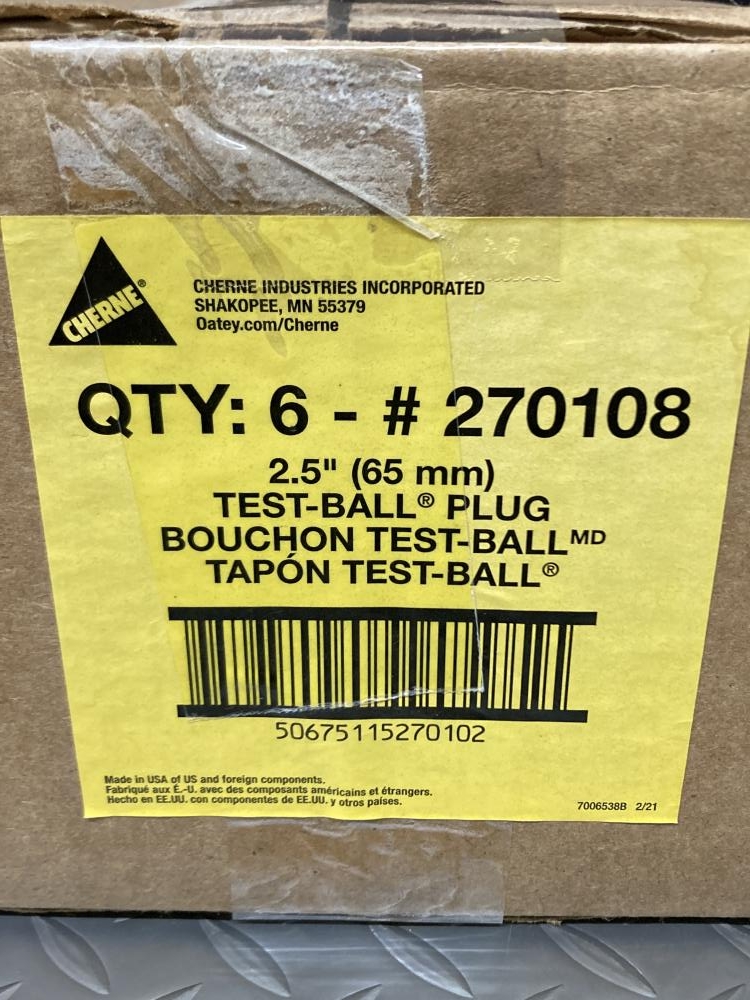 CHERNE®
CHERNE INDUSTRIES INCORPORATED
SHAKOPEE, MN 55379
Oatey.com/Cherne
QTY: 6 - # 270108
2.5" (65 mm)
TEST-BALL® PLUG
BOUCHON TEST-BALLMD
TAPÓN TEST-BALL®
50675115270102
Made in USA of US and foreign components.
Fabriqué aux É.-U. avec des composants américains et étrangers.
Hecho en EE.UU. con componentes de EE.UU. y otros países.
7006538B 2/21